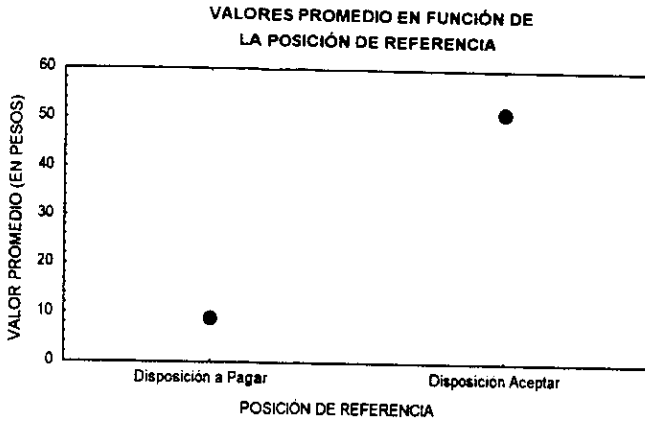 VALORES PROMEDIO EN FUNCIÓN DE
LA POSICIÓN DE REFERENCIA
VALOR PROMEDIO (EN PESOS)
60
50
40
30
20
10
0
Disposición a Pagar
Disposición Aceptar
POSICIÓN DE REFERENCIA